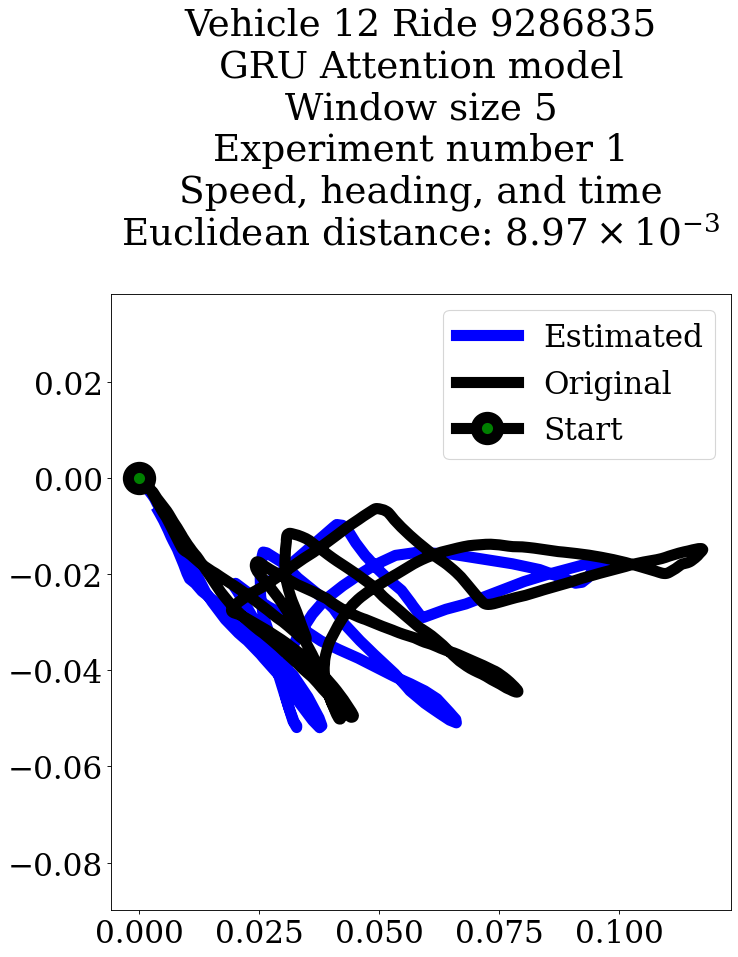 Vehicle 12 Ride 9286835
GRU Attention model
Window size 5
Experiment number 1
Speed, heading, and time
Euclidean distance: 8.97 × 10⁻³
Estimated
Original
Start
0.02
0.00
−0.02
−0.04
−0.06
−0.08
0.000 0.025 0.050 0.075 0.100